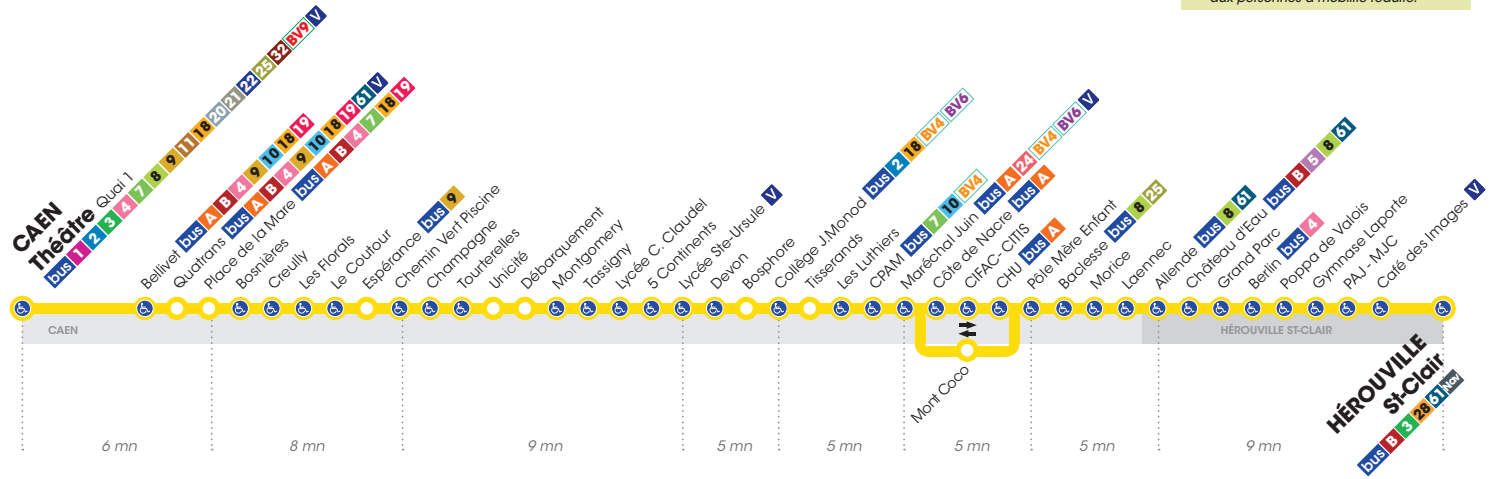 aux personnes à mobilité réduite.
CAEN
Théâtre Quai 1
bus 1 2 3 4 7 8 9 11 18 20 21 22 25 32 BV9 V
Bellivet bus A B 4 9 10 18 19
Quatrans bus A B 4 9 10 18 19 61 V
Place de la Mare bus A B 4 7 18 19
Bosnières
Creully
Les Florals
Le Coutour
Espérance bus 9
Chemin Vert Piscine
Champagne
Tourterelles
Unicité
Débarquement
Montgomery
Tassigny
Lycée C. Claudel
5 Continents
Lycée Ste-Ursule V
Devon
Bosphore
Collège J.Monod bus 2 18 BV4 BV6
Tisserands
Les Luthiers
CPAM bus 7 10 BV4
Maréchal Juin bus A 24 BV4 BV6 V
Côte de Nacre bus A
CIFAC-CITIS
CHU bus A
Pôle Mère Enfant
Baclesse bus 8 25
Morice
Laennec
Allende bus 8 61
Château d'Eau bus B 5 8 61
Grand Parc
Berlin bus 4
Poppa de Valois
Gymnase Laporte
PAJ - MJC
Café des Images V
CAEN
HÉROUVILLE ST-CLAIR
Mont Coco
HÉROUVILLE
St-Clair
bus B 3 28 61 Nav
6 mn
8 mn
9 mn
5 mn
5 mn
5 mn
5 mn
9 mn